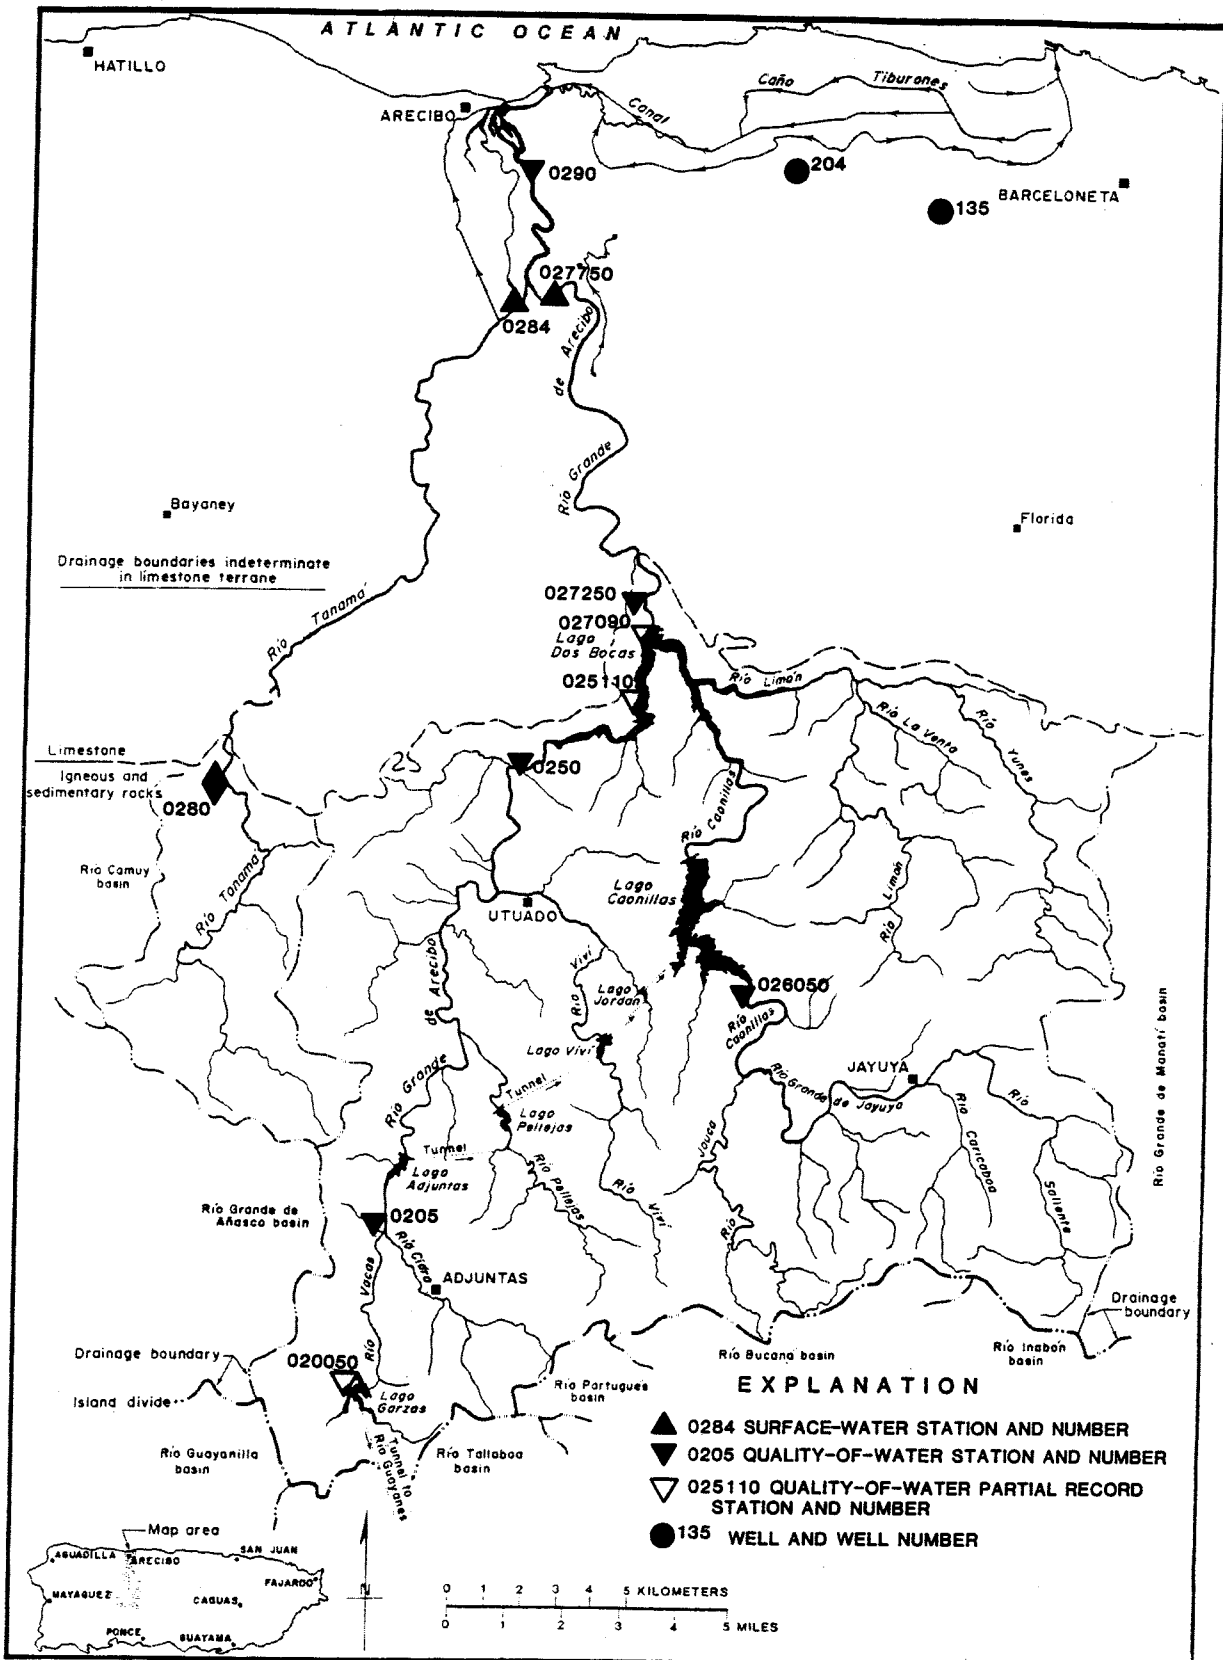 ATLANTIC OCEAN
HATILLO
ARECIBO
Caño Tiburones
Canal
0290
204
BARCELONETA
135
027750
0284
Río Grande de Arecibo
Bayaney
Florida
Drainage boundaries indeterminate
in limestone terrane
Río Tanamá
027250
027090
Lago
Dos Bocas
025110
Río Limón
Río La Venta
Río Yunes
Limestone
Igneous and
sedimentary rocks
0280
0250
Río Caonillas
Río Camuy
basin
Río Tanamá
Lago
Caonillas
Río Limón
UTUADO
Río Grande de Arecibo
Río Viví
Lago
Jordan
026050
Río
Caonillas
Lago Viví
JAYUYA
Río Grande de Jayuya
Río Grande de Manatí basin
Tunnel
Lago
Pellejas
Tunnel
Lago
Adjuntas
Río Pellejas
Río Viví
Río Jauca
Río Caricaboa
Río Saliente
Río Grande de
Añasco basin
0205
Río Cidra
ADJUNTAS
Río Vacas
Drainage
boundary
Río Inabón
basin
Río Bucaná basin
Drainage boundary
Island divide
020050
Lago
Garzas
Río Portugués
basin
Río Guayanilla
basin
Tunnel to
Río Guayanes
Río Tallaboa
basin
EXPLANATION
0284 SURFACE-WATER STATION AND NUMBER
0205 QUALITY-OF-WATER STATION AND NUMBER
025110 QUALITY-OF-WATER PARTIAL RECORD
STATION AND NUMBER
135 WELL AND WELL NUMBER
Map area
AGUADILLA
ARECIBO
SAN JUAN
FAJARDO
MAYAGUEZ
CAGUAS
PONCE
GUAYAMA
N
0 1 2 3 4 5 KILOMETERS
0 1 2 3 4 5 MILES